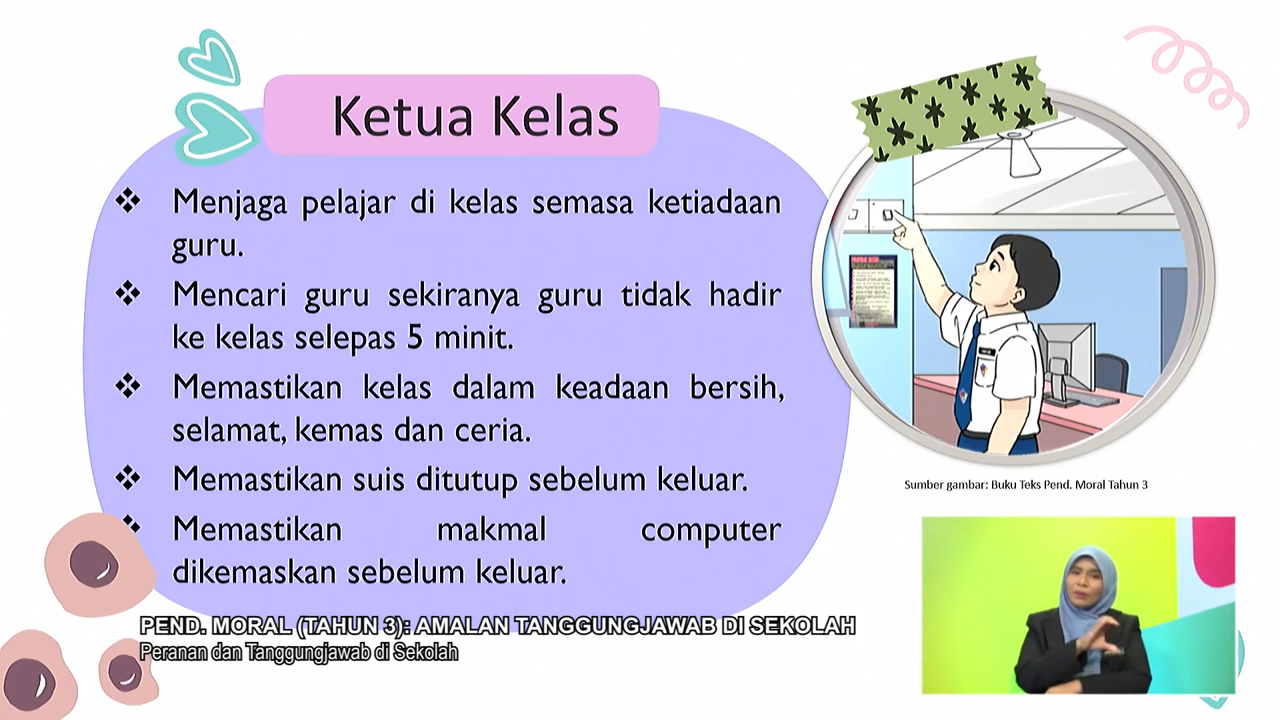 Ketua Kelas
❖ Menjaga pelajar di kelas semasa ketiadaan
guru.
❖ Mencari guru sekiranya guru tidak hadir
ke kelas selepas 5 minit.
❖ Memastikan kelas dalam keadaan bersih,
selamat, kemas dan ceria.
❖ Memastikan suis ditutup sebelum keluar.
❖ Memastikan makmal computer
dikemaskan sebelum keluar.
Sumber gambar: Buku Teks Pend. Moral Tahun 3
PEND. MORAL (TAHUN 3): AMALAN TANGGUNGJAWAB DI SEKOLAH
Peranan dan Tanggungjawab di Sekolah